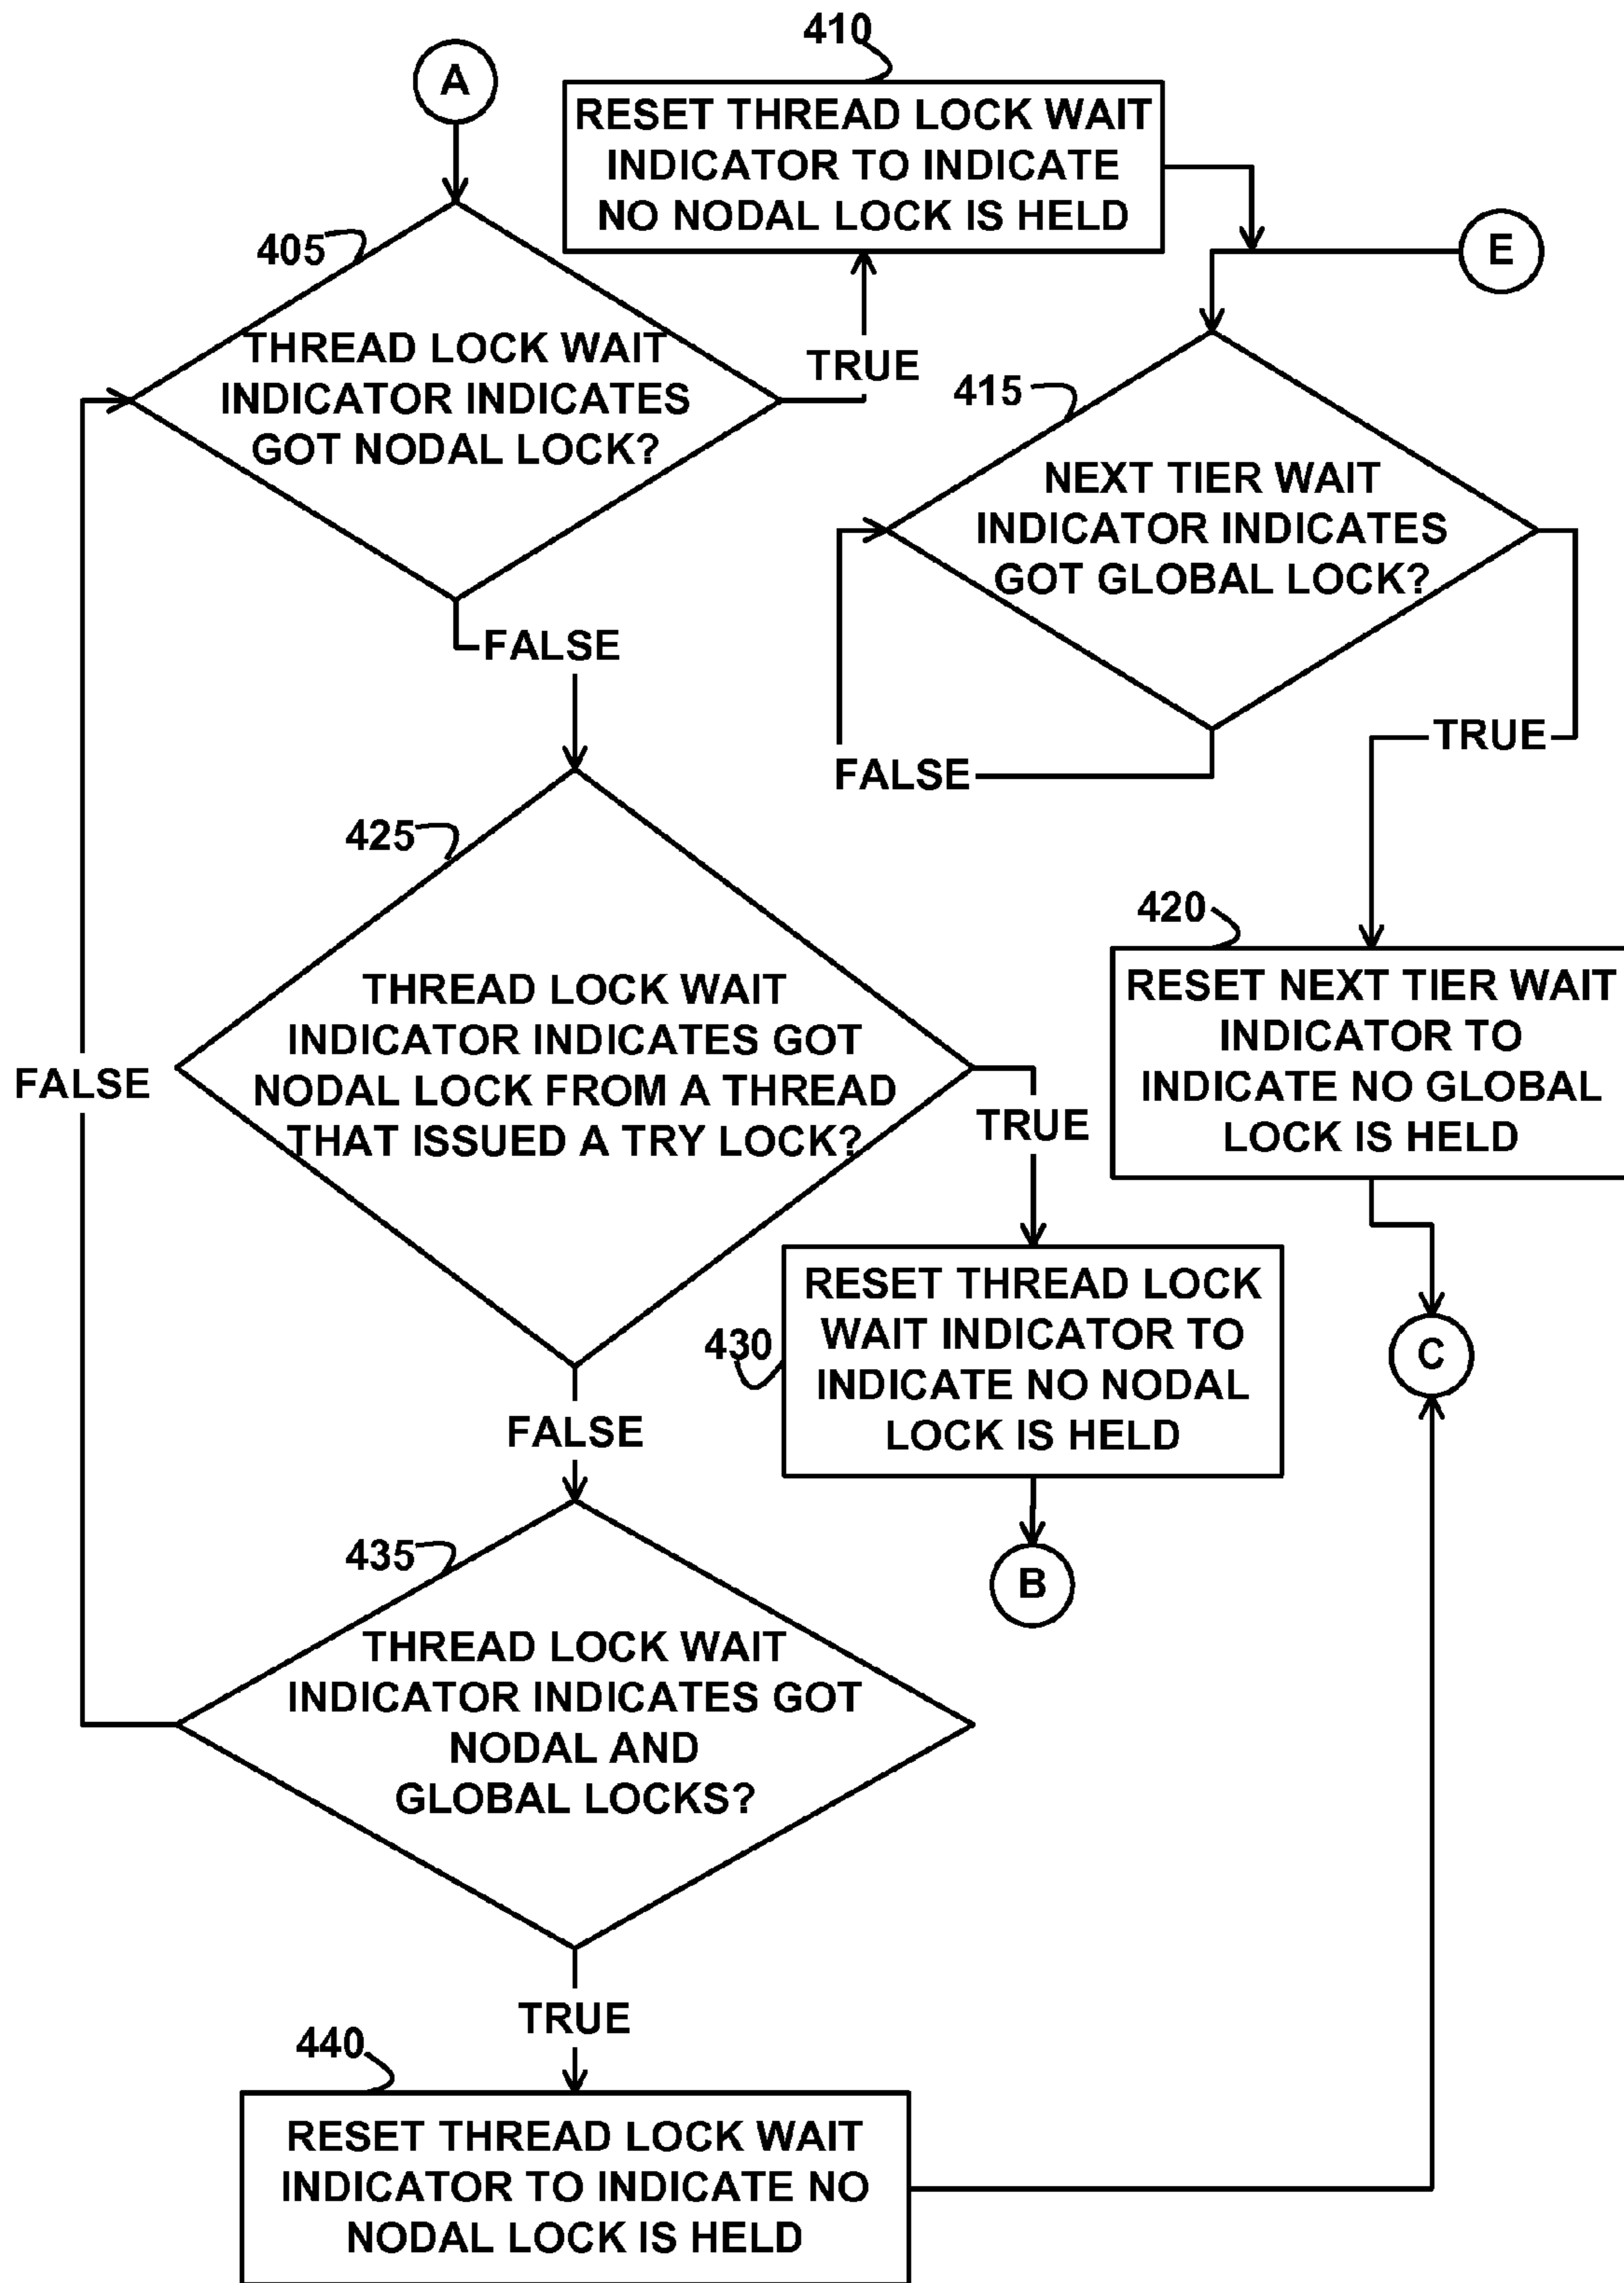 410
A
RESET THREAD LOCK WAIT
INDICATOR TO INDICATE
NO NODAL LOCK IS HELD
405
E
THREAD LOCK WAIT
INDICATOR INDICATES
GOT NODAL LOCK?
TRUE
415
NEXT TIER WAIT
INDICATOR INDICATES
GOT GLOBAL LOCK?
FALSE
TRUE
FALSE
425
420
THREAD LOCK WAIT
INDICATOR INDICATES GOT
NODAL LOCK FROM A THREAD
THAT ISSUED A TRY LOCK?
RESET NEXT TIER WAIT
INDICATOR TO
INDICATE NO GLOBAL
LOCK IS HELD
FALSE
TRUE
430
RESET THREAD LOCK
WAIT INDICATOR TO
INDICATE NO NODAL
LOCK IS HELD
C
FALSE
B
435
THREAD LOCK WAIT
INDICATOR INDICATES GOT
NODAL AND
GLOBAL LOCKS?
TRUE
440
RESET THREAD LOCK WAIT
INDICATOR TO INDICATE NO
NODAL LOCK IS HELD